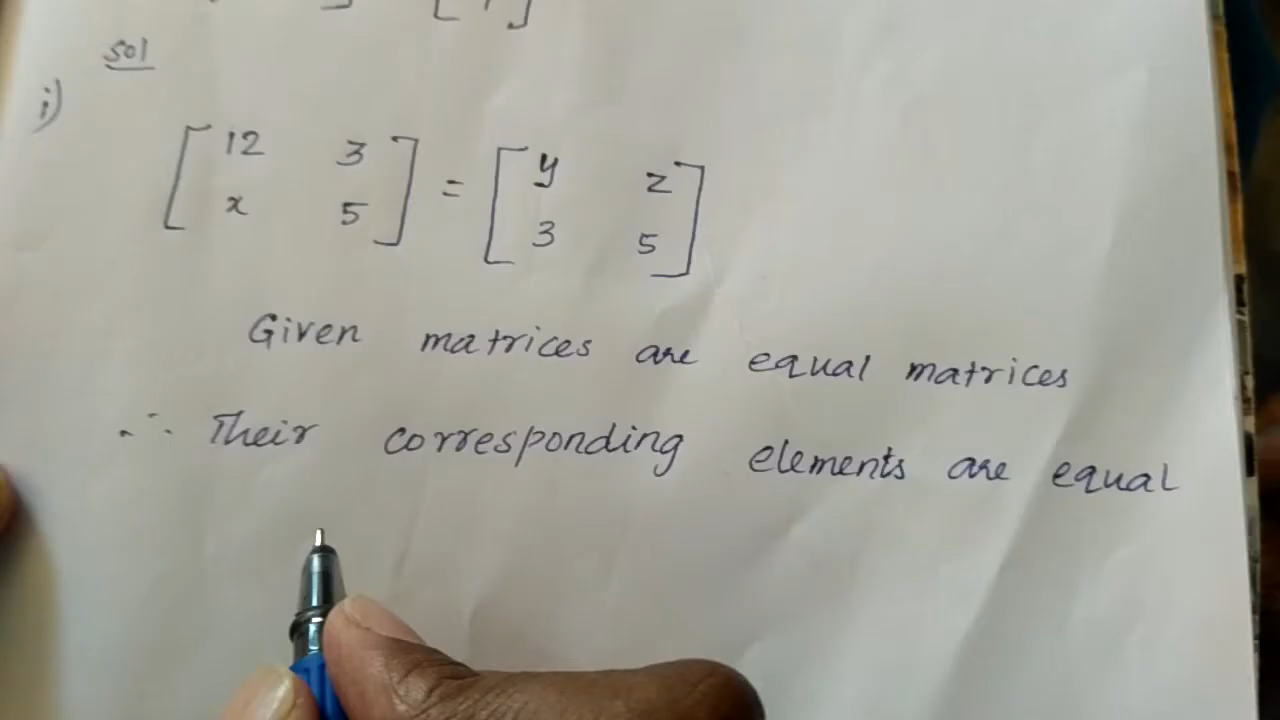 sol
i)
[ 12 3 ] = [ y z ]
[ x 5 ] [ 3 5 ]
Given matrices are equal matrices
∴ Their corresponding elements are equal